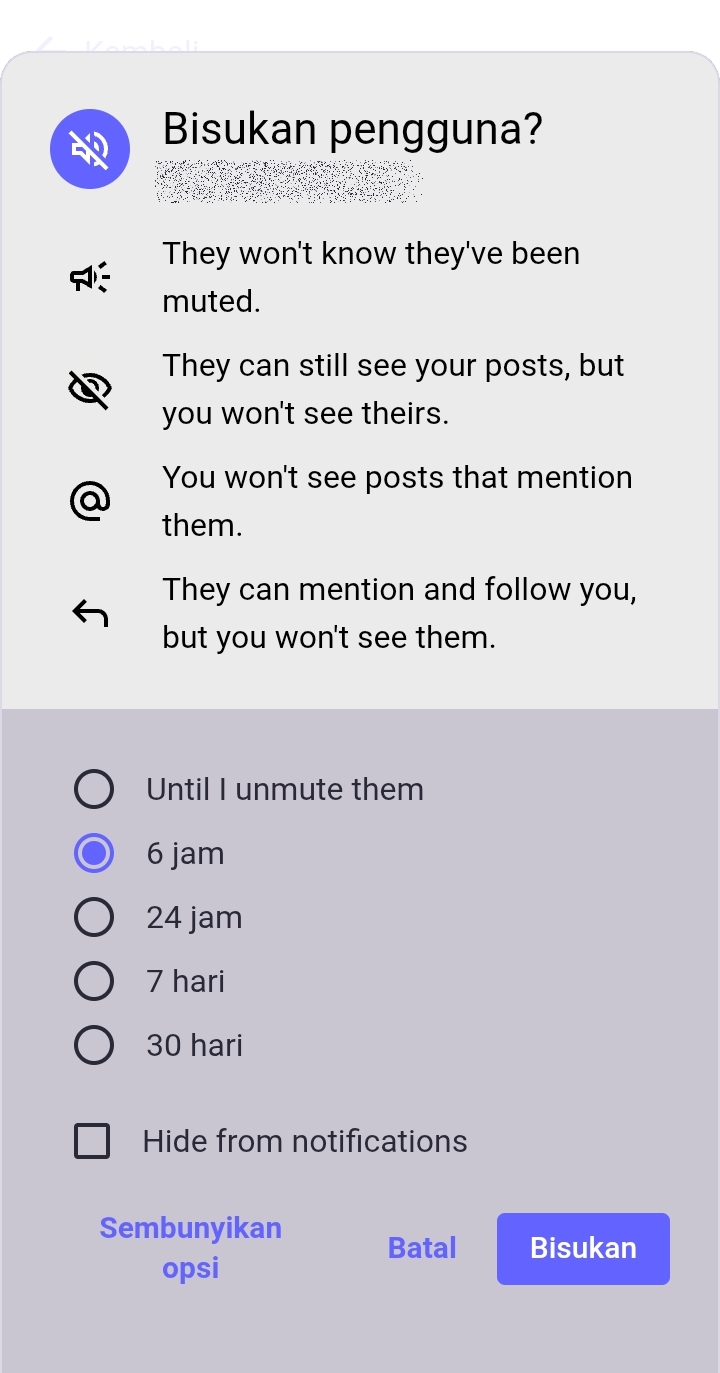 Kembali
Bisukan pengguna?
They won't know they've been
muted.
They can still see your posts, but
you won't see theirs.
You won't see posts that mention
them.
They can mention and follow you,
but you won't see them.
Until I unmute them
6 jam
24 jam
7 hari
30 hari
Hide from notifications
Sembunyikan
opsi
Batal
Bisukan